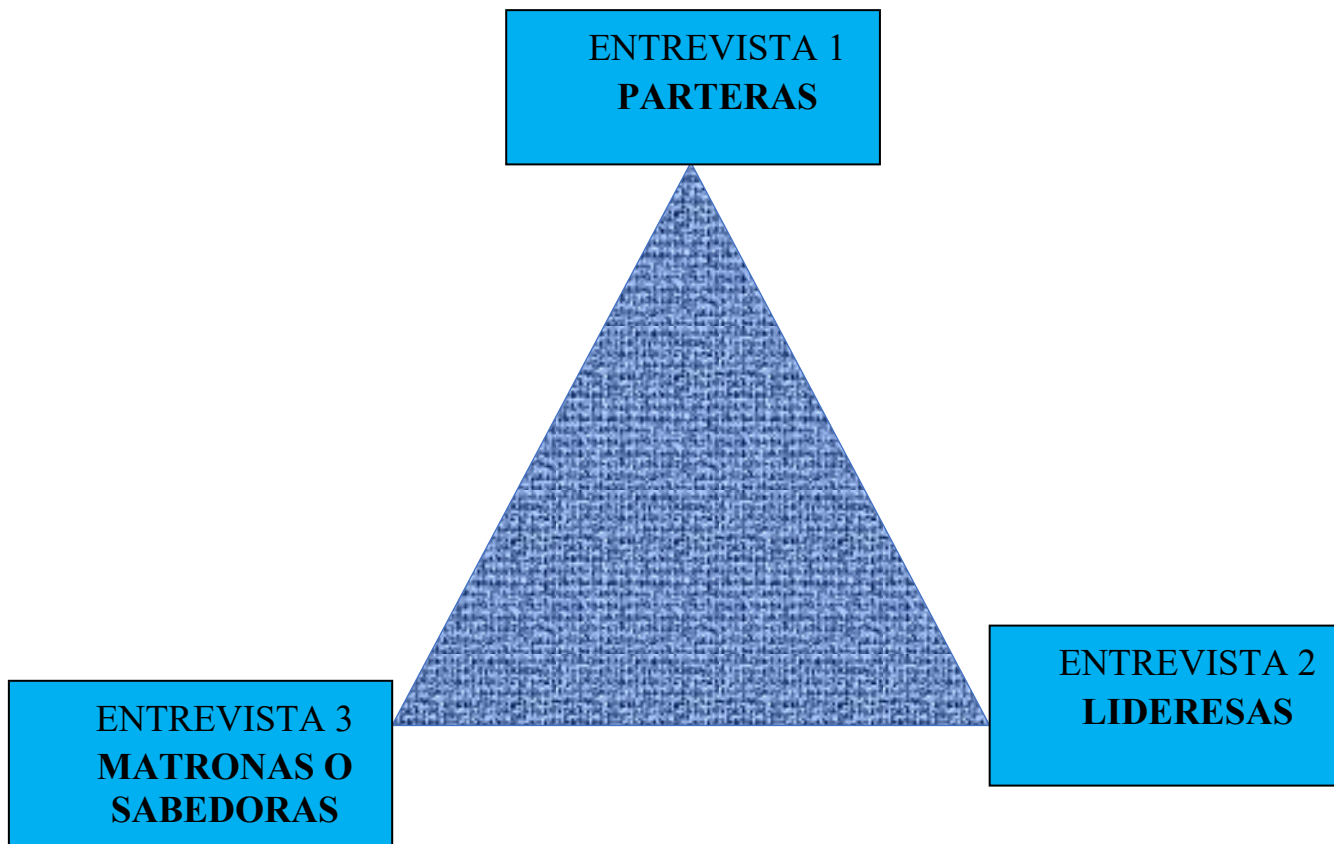 ENTREVISTA 1
PARTERAS
ENTREVISTA 2
LIDERESAS
ENTREVISTA 3
MATRONAS O
SABEDORAS